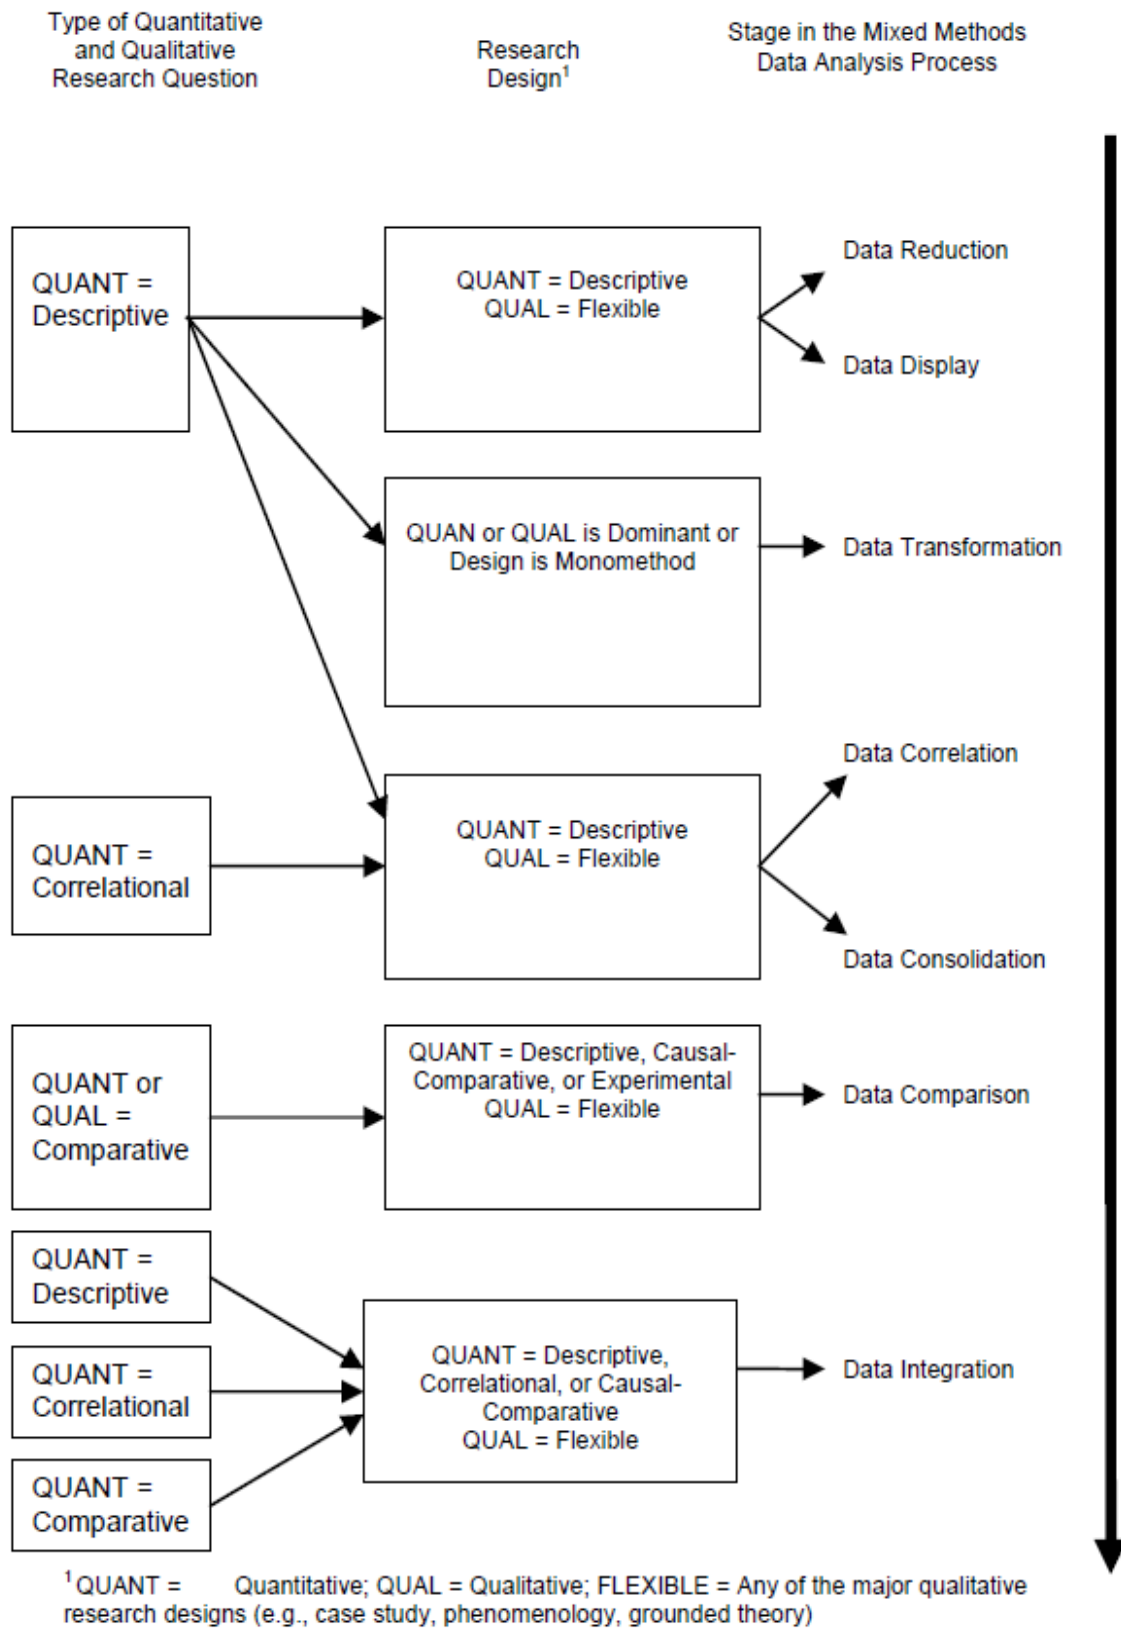 Type of Quantitative
and Qualitative
Research Question
Research
Design¹
Stage in the Mixed Methods
Data Analysis Process
QUANT =
Descriptive
QUANT = Descriptive
QUAL = Flexible
Data Reduction
Data Display
QUAN or QUAL is Dominant or
Design is Monomethod
Data Transformation
QUANT =
Correlational
QUANT = Descriptive
QUAL = Flexible
Data Correlation
Data Consolidation
QUANT or
QUAL =
Comparative
QUANT = Descriptive, Causal-
Comparative, or Experimental
QUAL = Flexible
Data Comparison
QUANT =
Descriptive
QUANT =
Correlational
QUANT =
Comparative
QUANT = Descriptive,
Correlational, or Causal-
Comparative
QUAL = Flexible
Data Integration
¹ QUANT = Quantitative; QUAL = Qualitative; FLEXIBLE = Any of the major qualitative
research designs (e.g., case study, phenomenology, grounded theory)